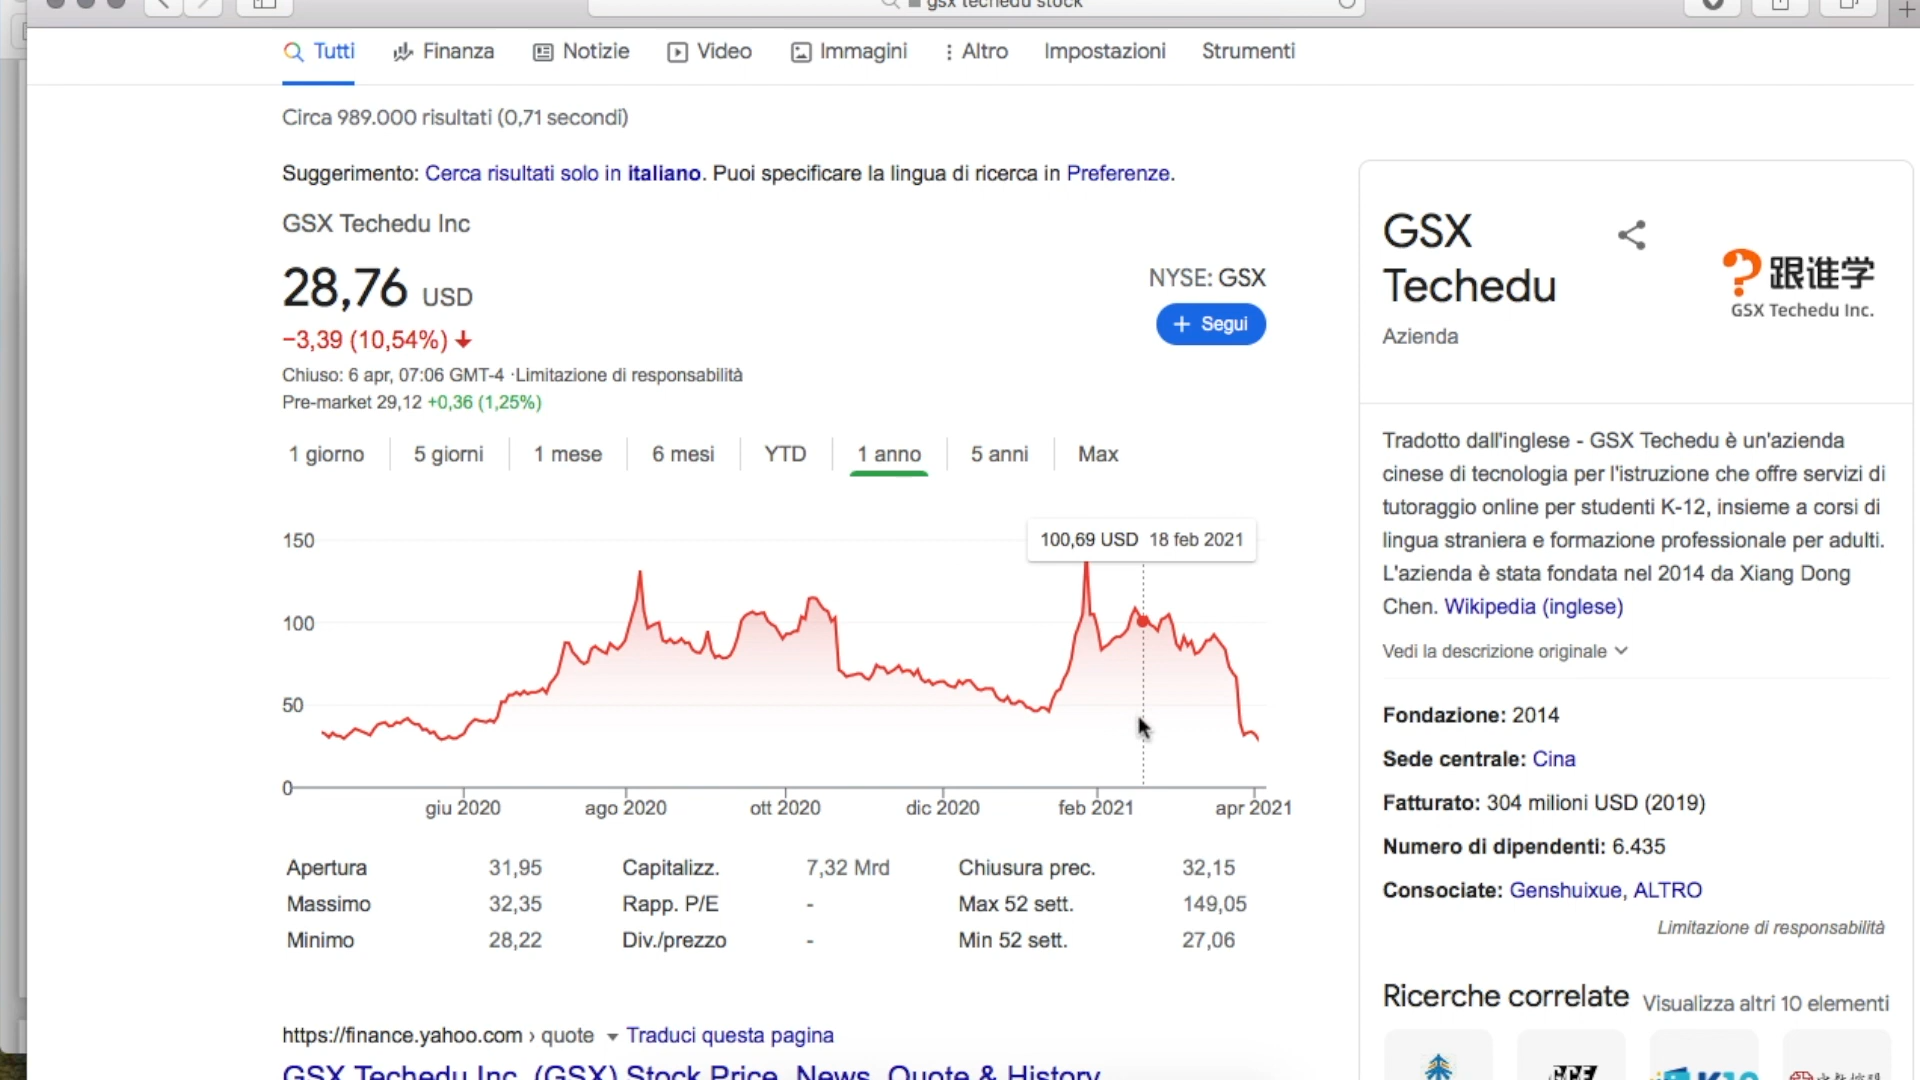 gsx techedu stock
Tutti Finanza Notizie Video Immagini Altro Impostazioni Strumenti
Circa 989.000 risultati (0,71 secondi)
Suggerimento: Cerca risultati solo in italiano. Puoi specificare la lingua di ricerca in Preferenze.
GSX Techedu Inc
28,76 USD
−3,39 (10,54%)
Chiuso: 6 apr, 07:06 GMT-4 ·Limitazione di responsabilità
Pre-market 29,12 +0,36 (1,25%)
NYSE: GSX
+ Segui
1 giorno 5 giorni 1 mese 6 mesi YTD 1 anno 5 anni Max
100,69 USD 18 feb 2021
150
100
50
0
giu 2020 ago 2020 ott 2020 dic 2020 feb 2021 apr 2021
Apertura 31,95 Capitalizz. 7,32 Mrd Chiusura prec. 32,15
Massimo 32,35 Rapp. P/E - Max 52 sett. 149,05
Minimo 28,22 Div./prezzo - Min 52 sett. 27,06
https://finance.yahoo.com › quote Traduci questa pagina
GSX Techedu Inc. (GSX) Stock Price, News, Quote & History
GSX
Techedu
Azienda
跟谁学
GSX Techedu Inc.
Tradotto dall'inglese - GSX Techedu è un'azienda
cinese di tecnologia per l'istruzione che offre servizi di
tutoraggio online per studenti K-12, insieme a corsi di
lingua straniera e formazione professionale per adulti.
L'azienda è stata fondata nel 2014 da Xiang Dong
Chen. Wikipedia (inglese)
Vedi la descrizione originale
Fondazione: 2014
Sede centrale: Cina
Fatturato: 304 milioni USD (2019)
Numero di dipendenti: 6.435
Consociate: Genshuixue, ALTRO
Limitazione di responsabilità
Ricerche correlate Visualizza altri 10 elementi